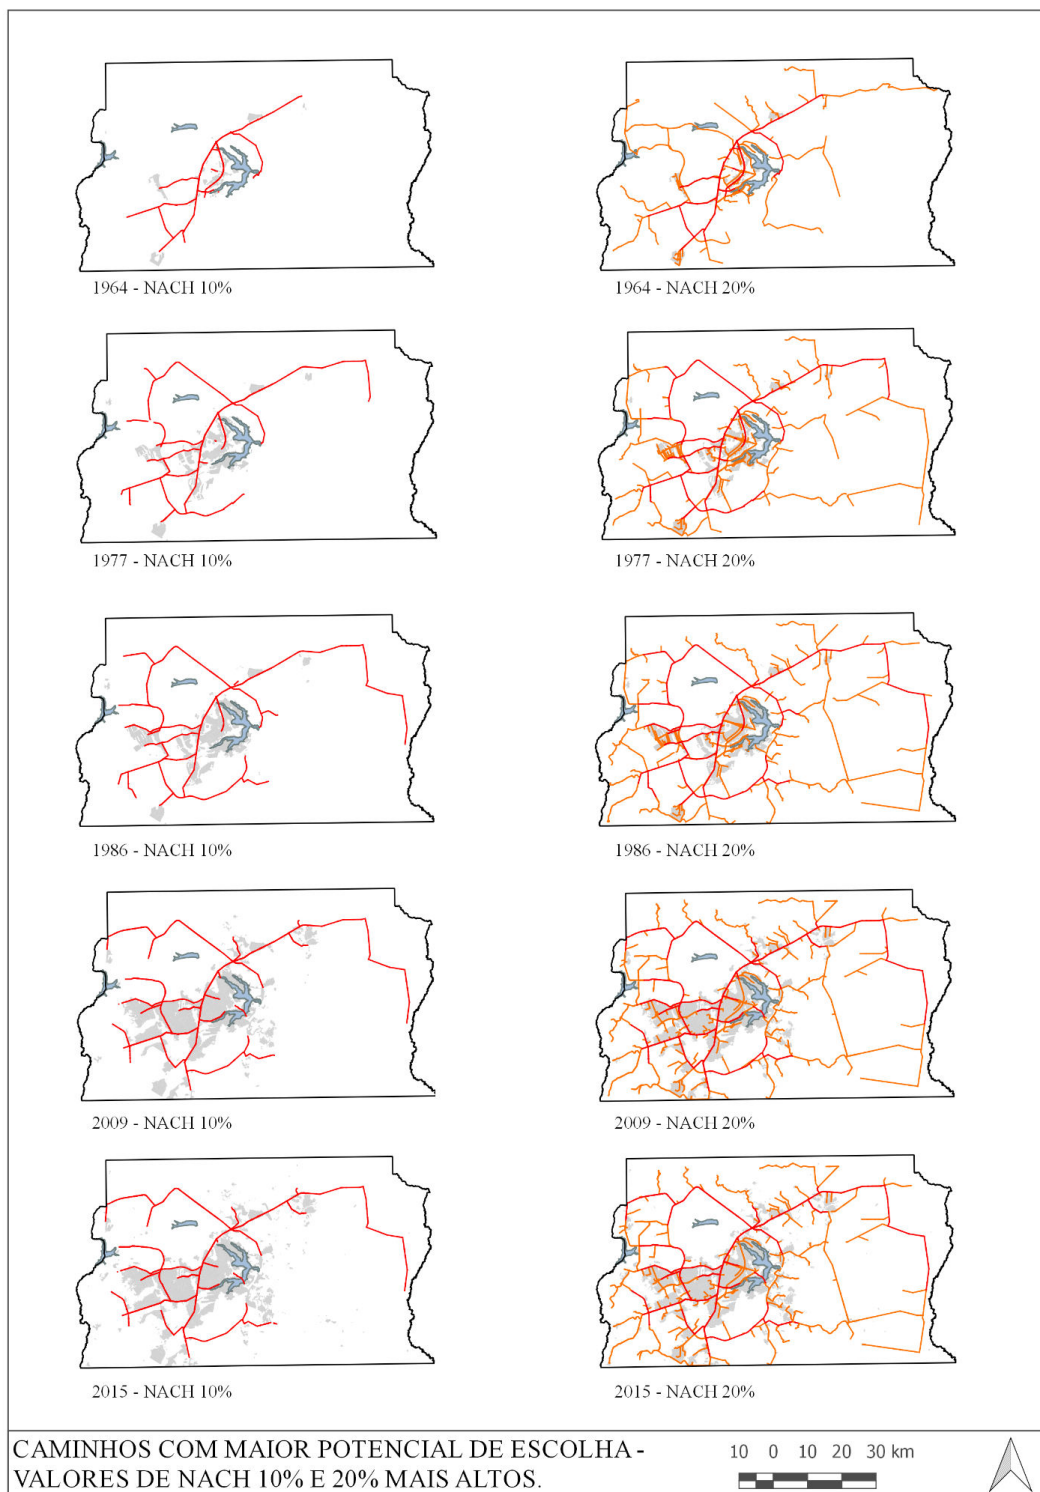 1964 - NACH 10%
1964 - NACH 20%
1977 - NACH 10%
1977 - NACH 20%
1986 - NACH 10%
1986 - NACH 20%
2009 - NACH 10%
2009 - NACH 20%
2015 - NACH 10%
2015 - NACH 20%
CAMINHOS COM MAIOR POTENCIAL DE ESCOLHA -
VALORES DE NACH 10% E 20% MAIS ALTOS.
10 0 10 20 30 km